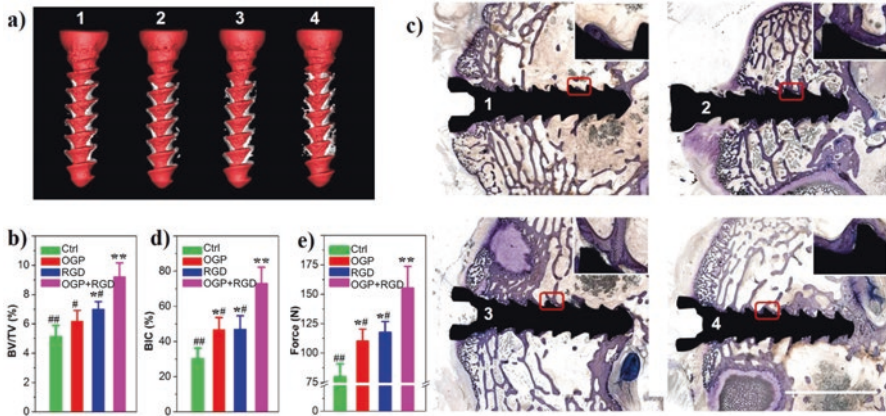 a)
1 2 3 4
b)
Ctrl
OGP
RGD
OGP+RGD
BV/TV (%)
10
8
6
4
2
0
##
#
*#
**
d)
Ctrl
OGP
RGD
OGP+RGD
BIC (%)
100
80
60
40
20
0
##
*#
*#
**
e)
Ctrl
OGP
RGD
OGP+RGD
Force (N)
175
150
125
100
75
0
##
*#
*#
**
c)
1
2
3
4